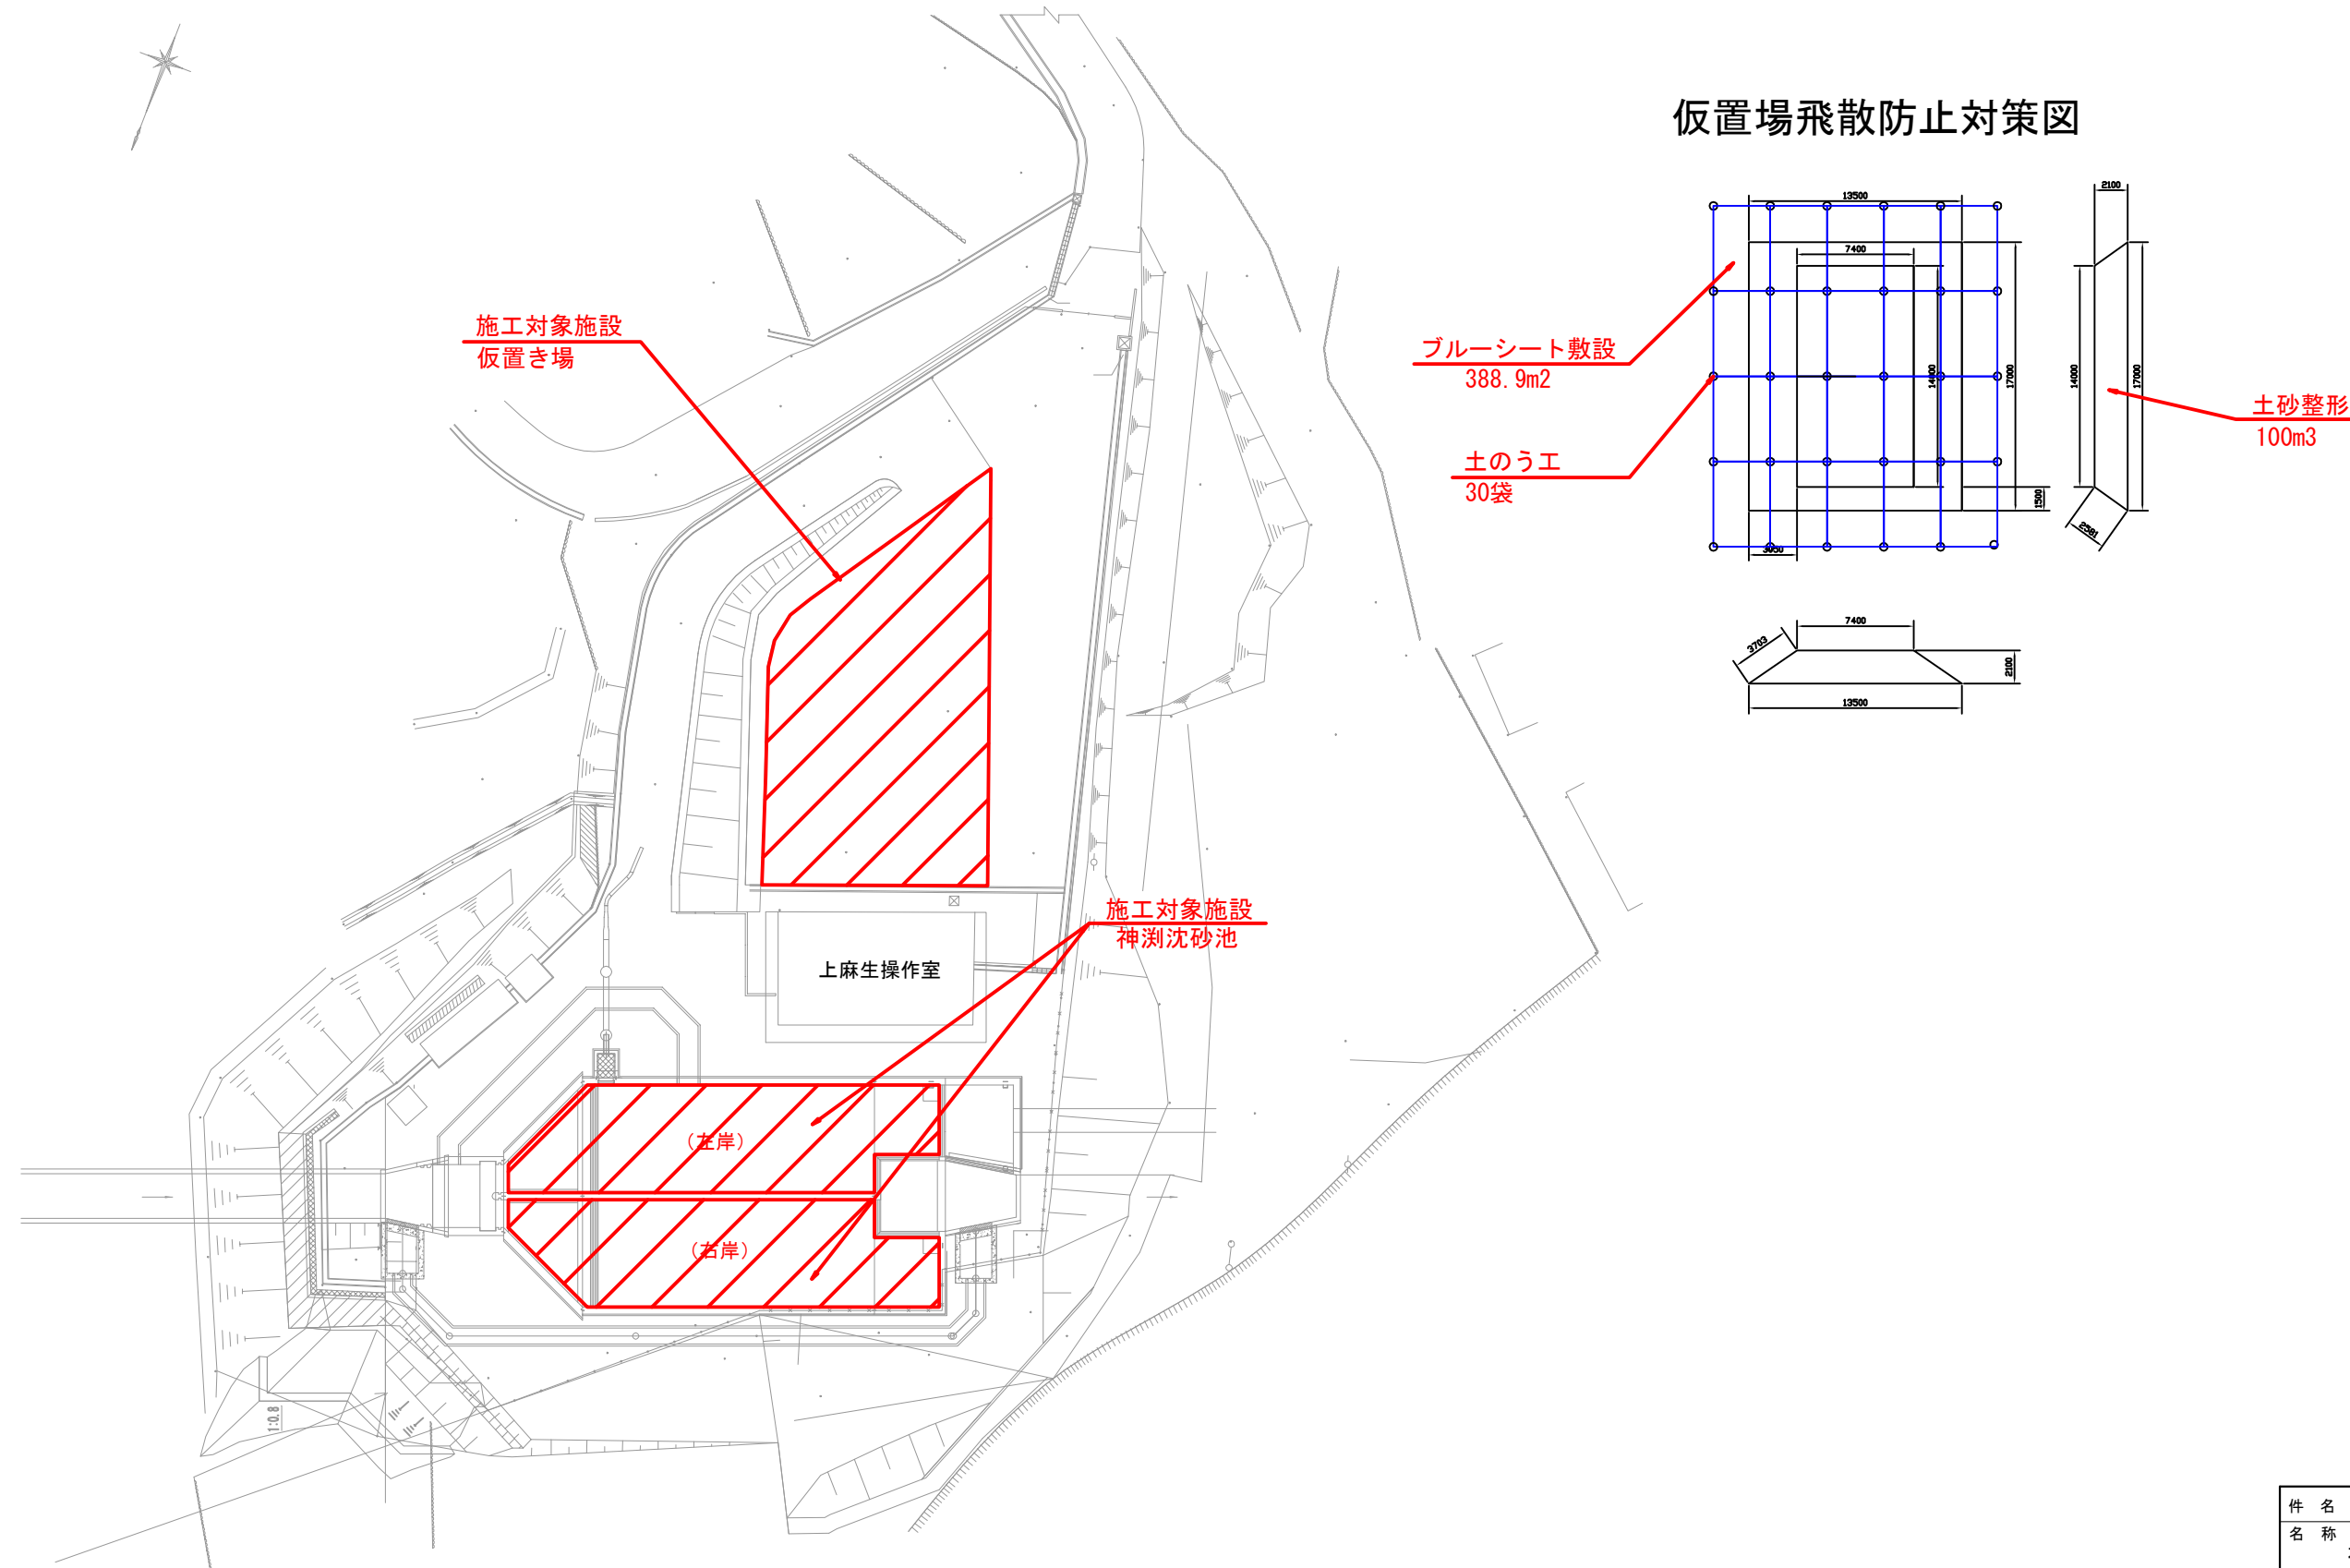 仮置場飛散防止対策図
施工対象施設
仮置き場
ブルーシート敷設
388.9m2
土のう工
30袋
土砂整形
100m3
13500
7400
14000
17000
1500
3050
2100
14000
17000
2581
7400
3703
2100
13500
施工対象施設
神渕沈砂池
上麻生操作室
(左岸)
(右岸)
1:0.8
件 名
名 称